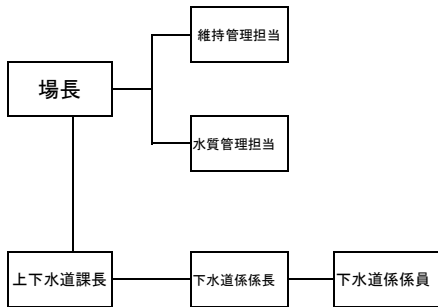 維持管理担当
場長
水質管理担当
上下水道課長
下水道係係長
下水道係係員